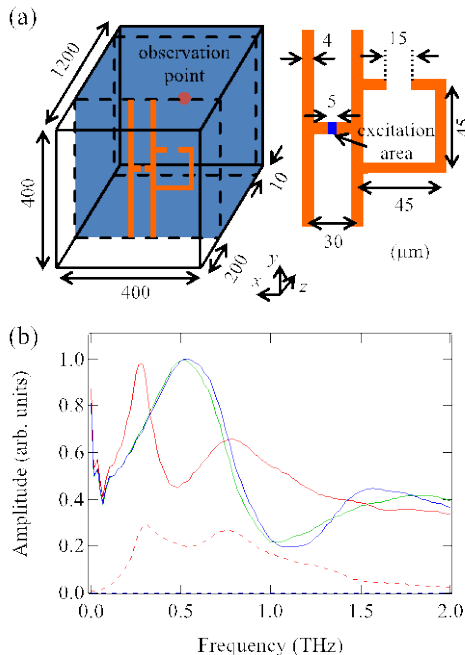 (a)
observation
point
1200
400
400
200
10
y
x
z
4
15
5
excitation
area
45
45
30
(μm)
(b)
Amplitude (arb. units)
1.0
0.8
0.6
0.4
0.2
0.0
0.0 0.5 1.0 1.5 2.0
Frequency (THz)